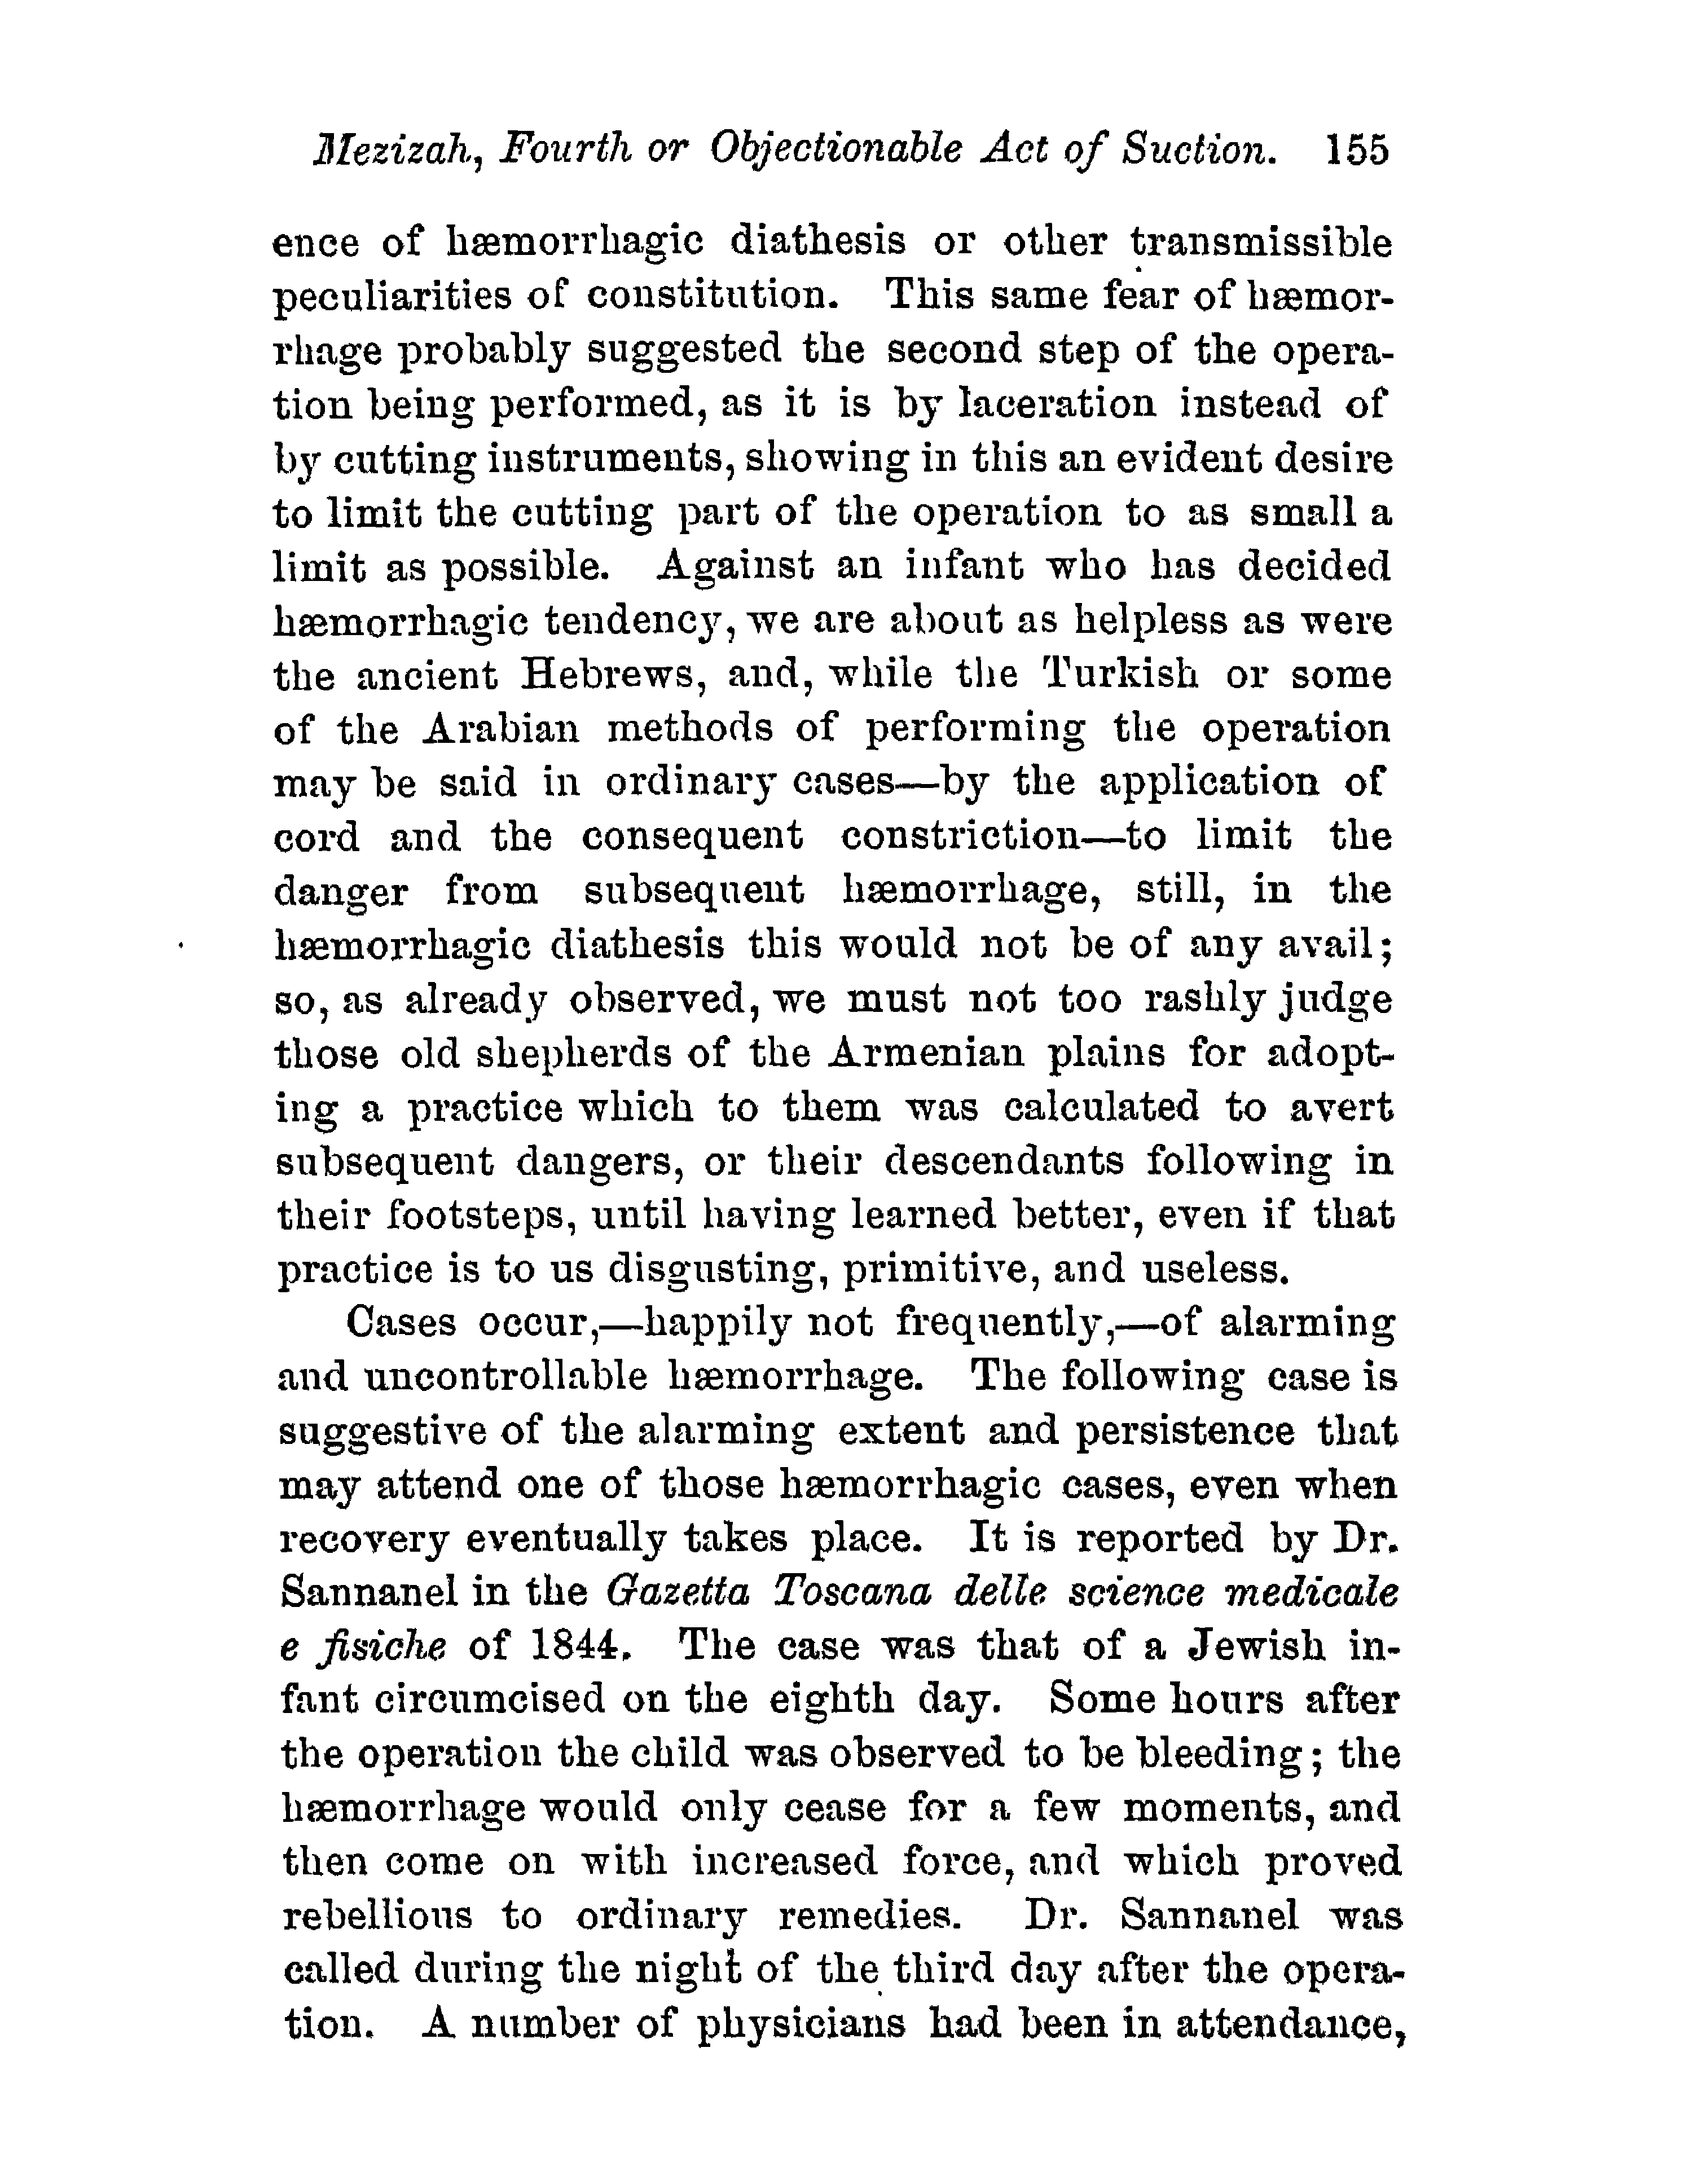 Mezizah, Fourth or Objectionable Act of Suction. 155
ence of hæmorrhagic diathesis or other transmissible
peculiarities of constitution. This same fear of hæmor-
rhage probably suggested the second step of the opera-
tion being performed, as it is by laceration instead of
by cutting instruments, showing in this an evident desire
to limit the cutting part of the operation to as small a
limit as possible. Against an infant who has decided
hæmorrhagic tendency, we are about as helpless as were
the ancient Hebrews, and, while the Turkish or some
of the Arabian methods of performing the operation
may be said in ordinary cases—by the application of
cord and the consequent constriction—to limit the
danger from subsequent hæmorrhage, still, in the
hæmorrhagic diathesis this would not be of any avail;
so, as already observed, we must not too rashly judge
those old shepherds of the Armenian plains for adopt-
ing a practice which to them was calculated to avert
subsequent dangers, or their descendants following in
their footsteps, until having learned better, even if that
practice is to us disgusting, primitive, and useless.
Cases occur,—happily not frequently,—of alarming
and uncontrollable hæmorrhage. The following case is
suggestive of the alarming extent and persistence that
may attend one of those hæmorrhagic cases, even when
recovery eventually takes place. It is reported by Dr.
Sannanel in the Gazetta Toscana delle science medicale
e fisiche of 1844. The case was that of a Jewish in-
fant circumcised on the eighth day. Some hours after
the operation the child was observed to be bleeding; the
hæmorrhage would only cease for a few moments, and
then come on with increased force, and which proved
rebellious to ordinary remedies. Dr. Sannanel was
called during the night of the third day after the opera-
tion. A number of physicians had been in attendance,